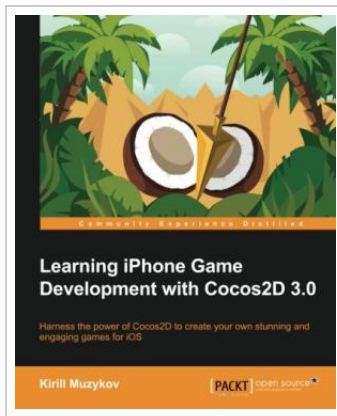 Community Experience Distilled
Learning iPhone Game
Development with Cocos2D 3.0
Harness the power of Cocos2D to create your own stunning and
engaging games for iOS
Kirill Muzykov
[PACKT] open source*